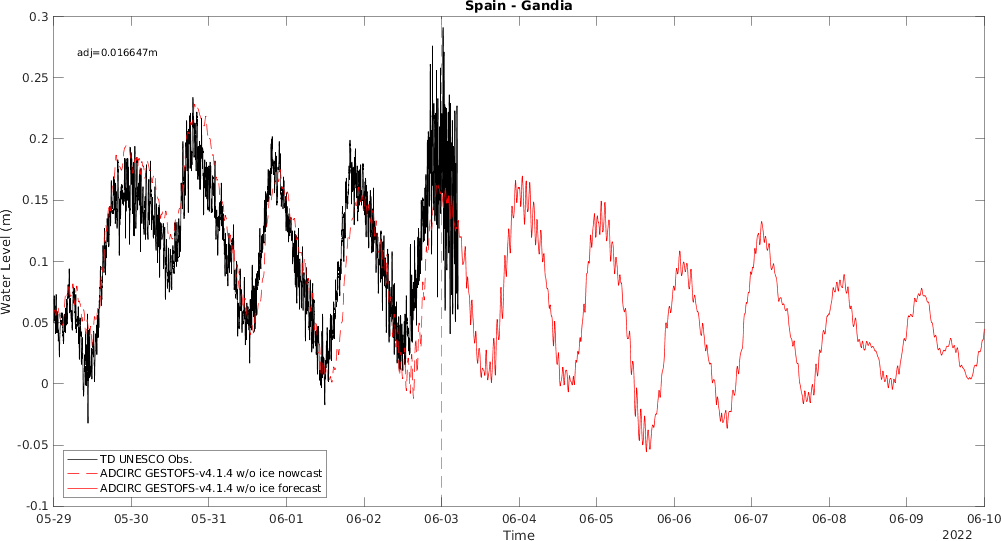 Spain - Gandia
adj=0.016647m
Water Level (m)
0.3
0.25
0.2
0.15
0.1
0.05
0
-0.05
-0.1
TD UNESCO Obs.
ADCIRC GESTOFS-v4.1.4 w/o ice nowcast
ADCIRC GESTOFS-v4.1.4 w/o ice forecast
05-29 05-30 05-31 06-01 06-02 06-03 06-04 06-05 06-06 06-07 06-08 06-09 06-10
Time
2022